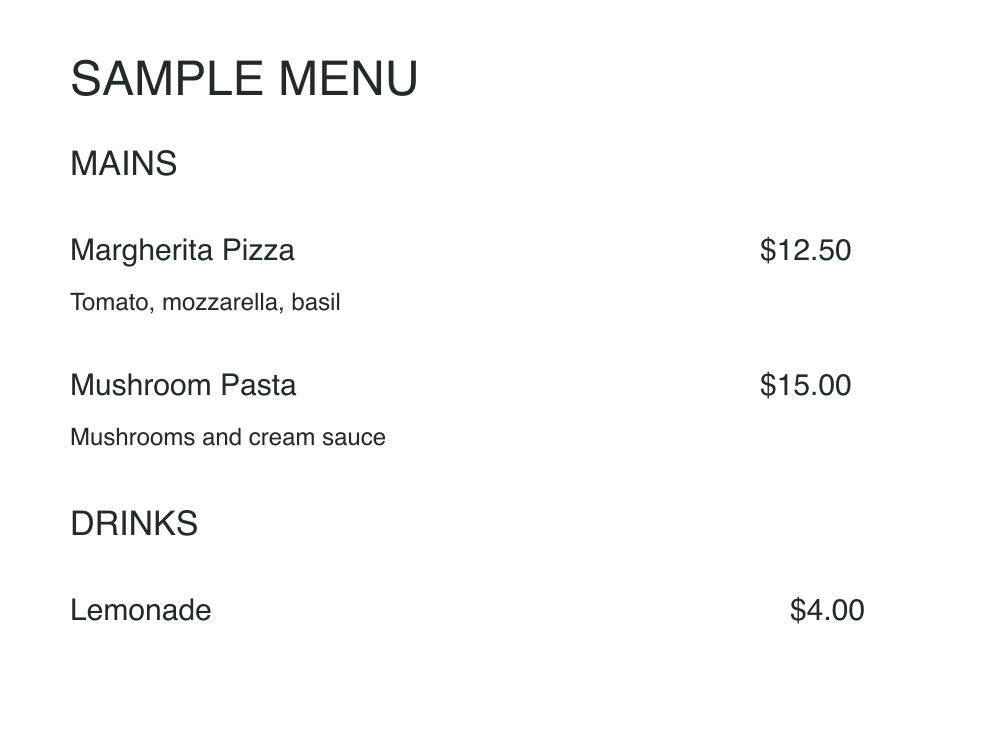 SAMPLE MENU
MAINS
Margherita Pizza $12.50
Tomato, mozzarella, basil
Mushroom Pasta $15.00
Mushrooms and cream sauce
DRINKS
Lemonade $4.00